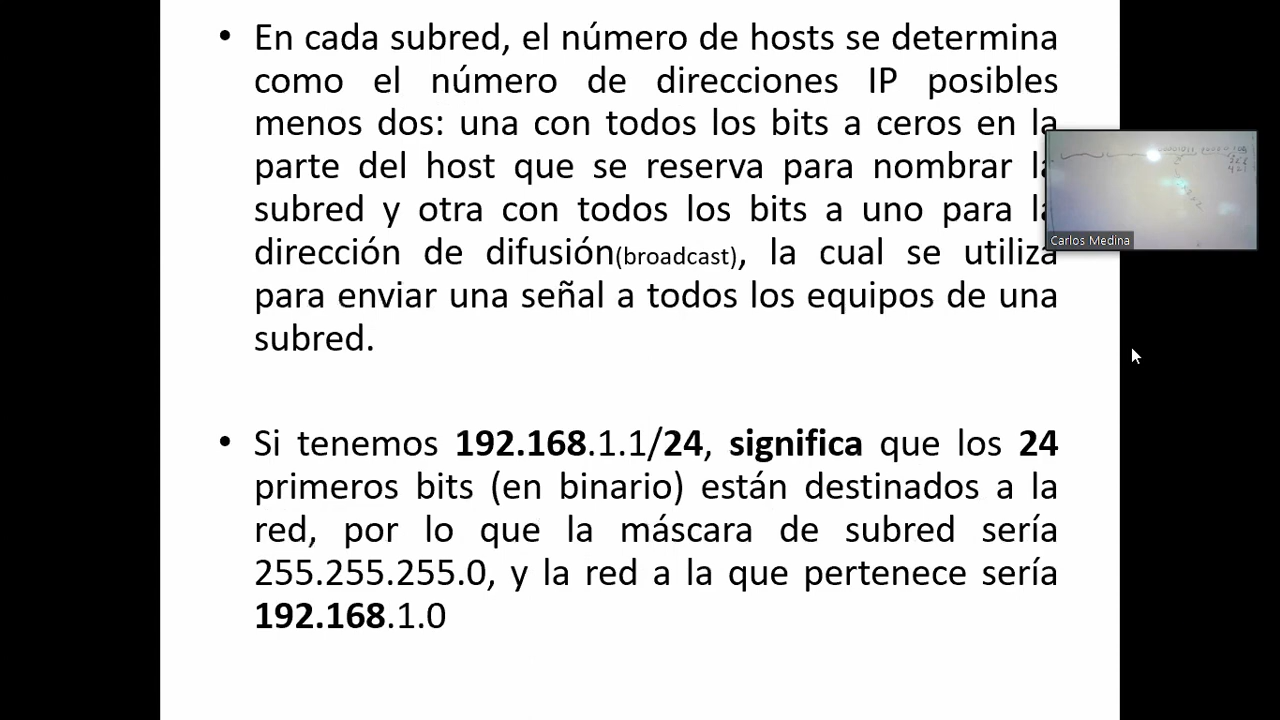 • En cada subred, el número de hosts se determina
como el número de direcciones IP posibles
menos dos: una con todos los bits a ceros en la
parte del host que se reserva para nombrar la
subred y otra con todos los bits a uno para la
dirección de difusión(broadcast), la cual se utiliza
para enviar una señal a todos los equipos de una
subred.
Carlos Medina
• Si tenemos 192.168.1.1/24, significa que los 24
primeros bits (en binario) están destinados a la
red, por lo que la máscara de subred sería
255.255.255.0, y la red a la que pertenece sería
192.168.1.0